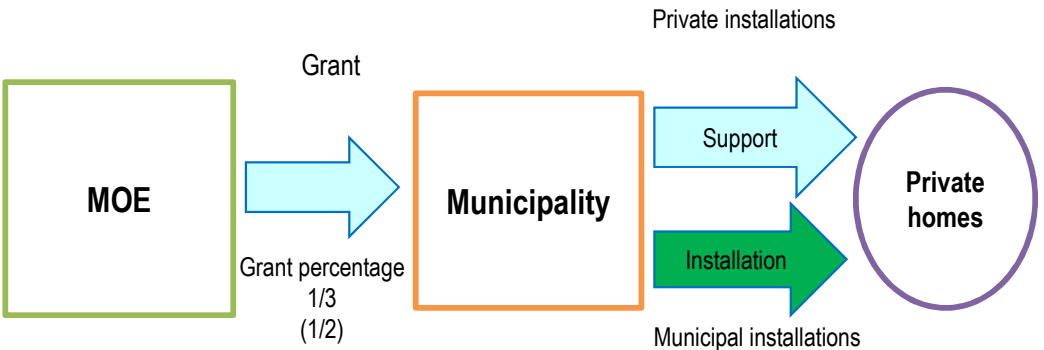 Private installations
Grant
Support
MOE
Municipality
Private
homes
Installation
Grant percentage
1/3
(1/2)
Municipal installations